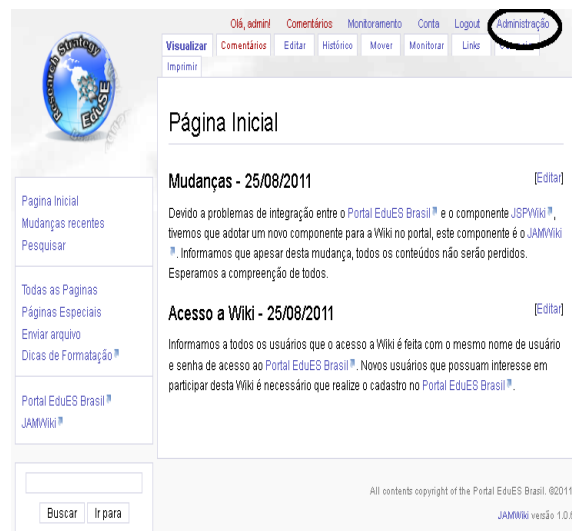 Olá, admin! Comentários Monitoramento Conta Logout Administração
Visualizar Comentários Editar Histórico Mover Monitorar Links
Imprimir
Research Strategy
EduSE
Página Inicial
Mudanças - 25/08/2011 [Editar]
Devido a problemas de integração entre o Portal EduES Brasil e o componente JSPWiki,
tivemos que adotar um novo componente para a Wiki no portal, este componente é o JAMWiki
. Informamos que apesar desta mudança, todos os conteúdos não serão perdidos.
Esperamos a compreenção de todos.
Acesso a Wiki - 25/08/2011 [Editar]
Informamos a todos os usuários que o acesso a Wiki é feita com o mesmo nome de usuário
e senha de acesso ao Portal EduES Brasil. Novos usuários que possuam interesse em
participar desta Wiki é necessário que realize o cadastro no Portal EduES Brasil.
Pagina Inicial
Mudanças recentes
Pesquisar
Todas as Paginas
Páginas Especiais
Enviar arquivo
Dicas de Formatação
Portal EduES Brasil
JAMWiki
Buscar Ir para
All contents copyright of the Portal EduES Brasil. ©2011
JAMWiki versão 1.0.6